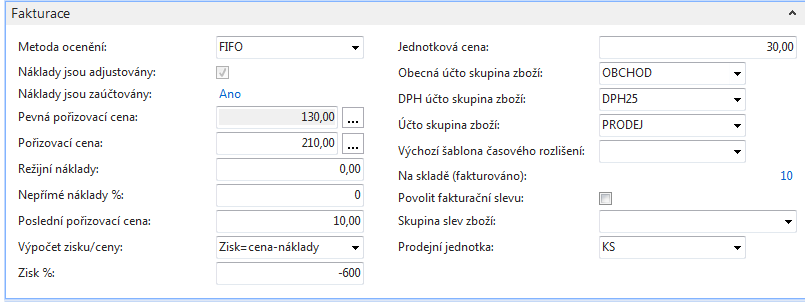 Fakturace
Metoda ocenění: FIFO
Náklady jsou adjustovány:
Náklady jsou zaúčtovány: Ano
Pevná pořizovací cena: 130,00 ...
Pořizovací cena: 210,00 ...
Režijní náklady: 0,00
Nepřímé náklady %: 0
Poslední pořizovací cena: 10,00
Výpočet zisku/ceny: Zisk=cena-náklady
Zisk %: -600
Jednotková cena: 30,00
Obecná účto skupina zboží: OBCHOD
DPH účto skupina zboží: DPH25
Účto skupina zboží: PRODEJ
Výchozí šablona časového rozlišení:
Na skladě (fakturováno): 10
Povolit fakturační slevu:
Skupina slev zboží:
Prodejní jednotka: KS